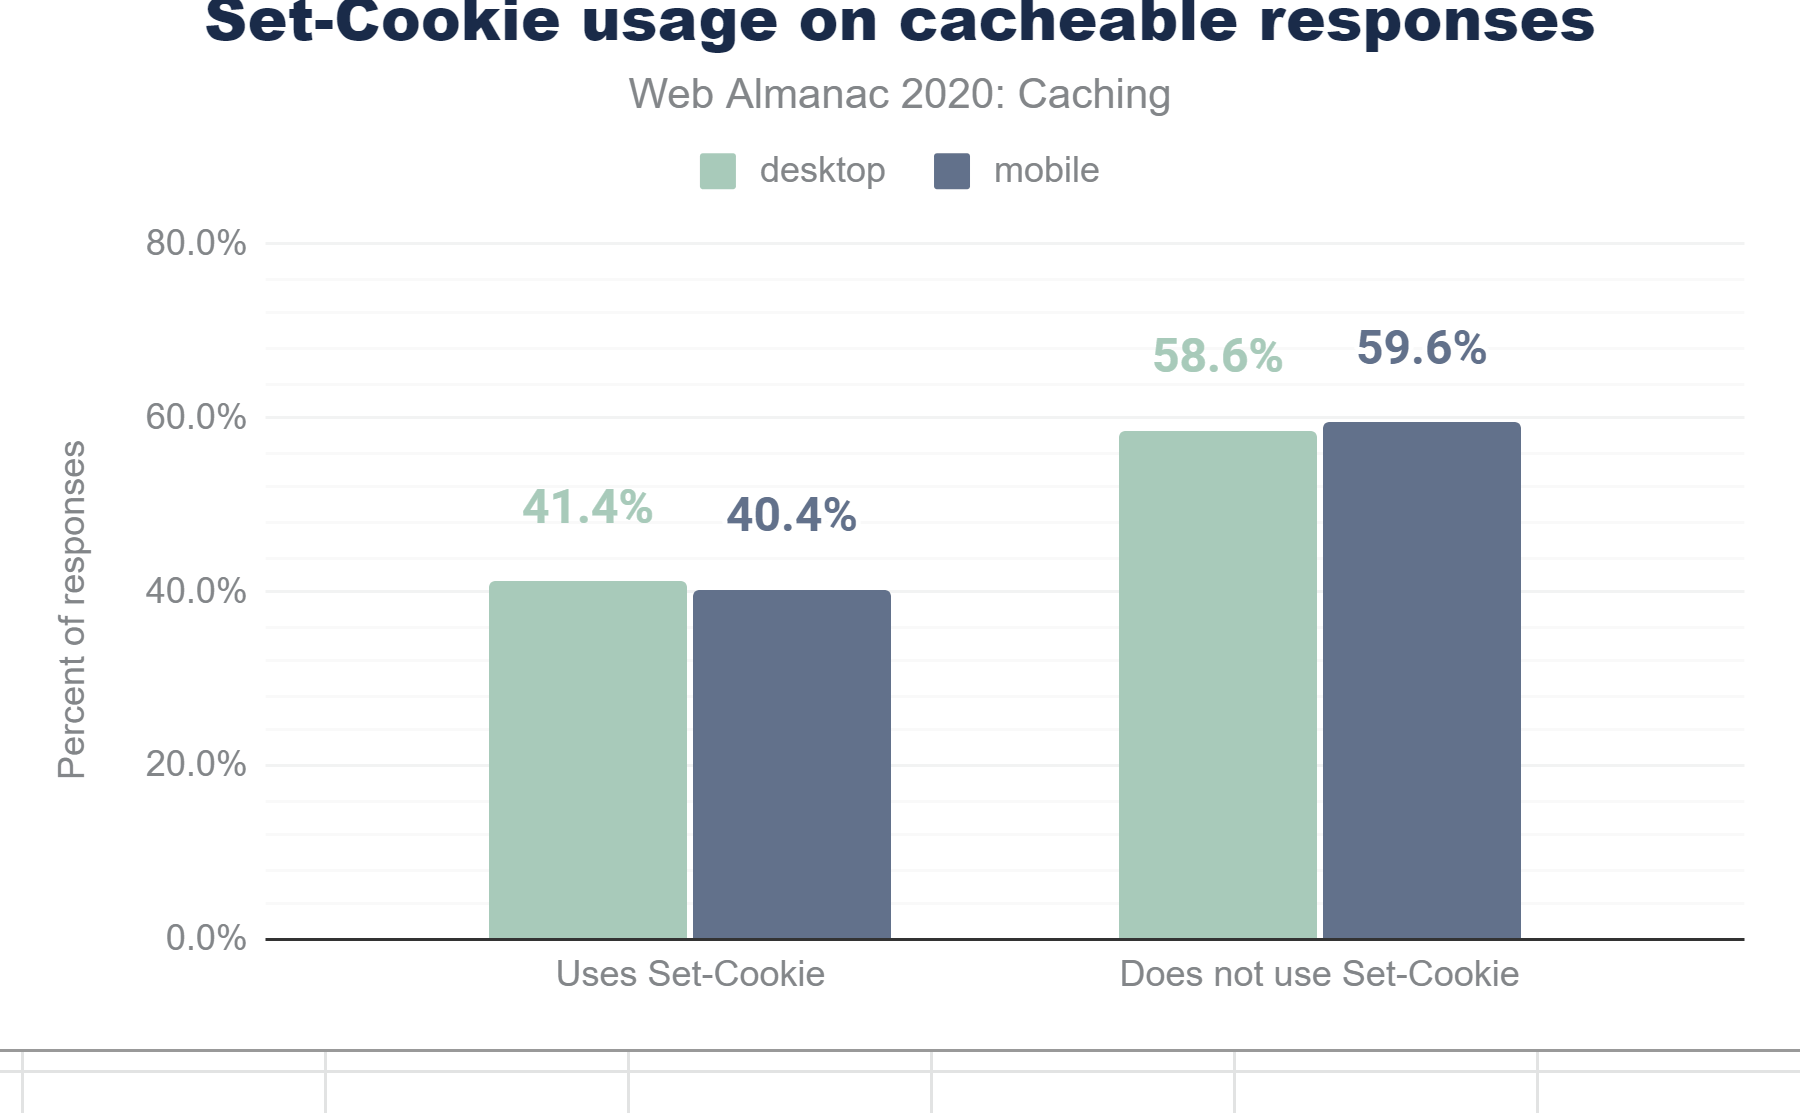 Set-Cookie usage on cacheable responses
Web Almanac 2020: Caching
desktop
mobile
80.0%
60.0%
40.0%
20.0%
0.0%
Percent of responses
41.4%
40.4%
58.6%
59.6%
Uses Set-Cookie
Does not use Set-Cookie